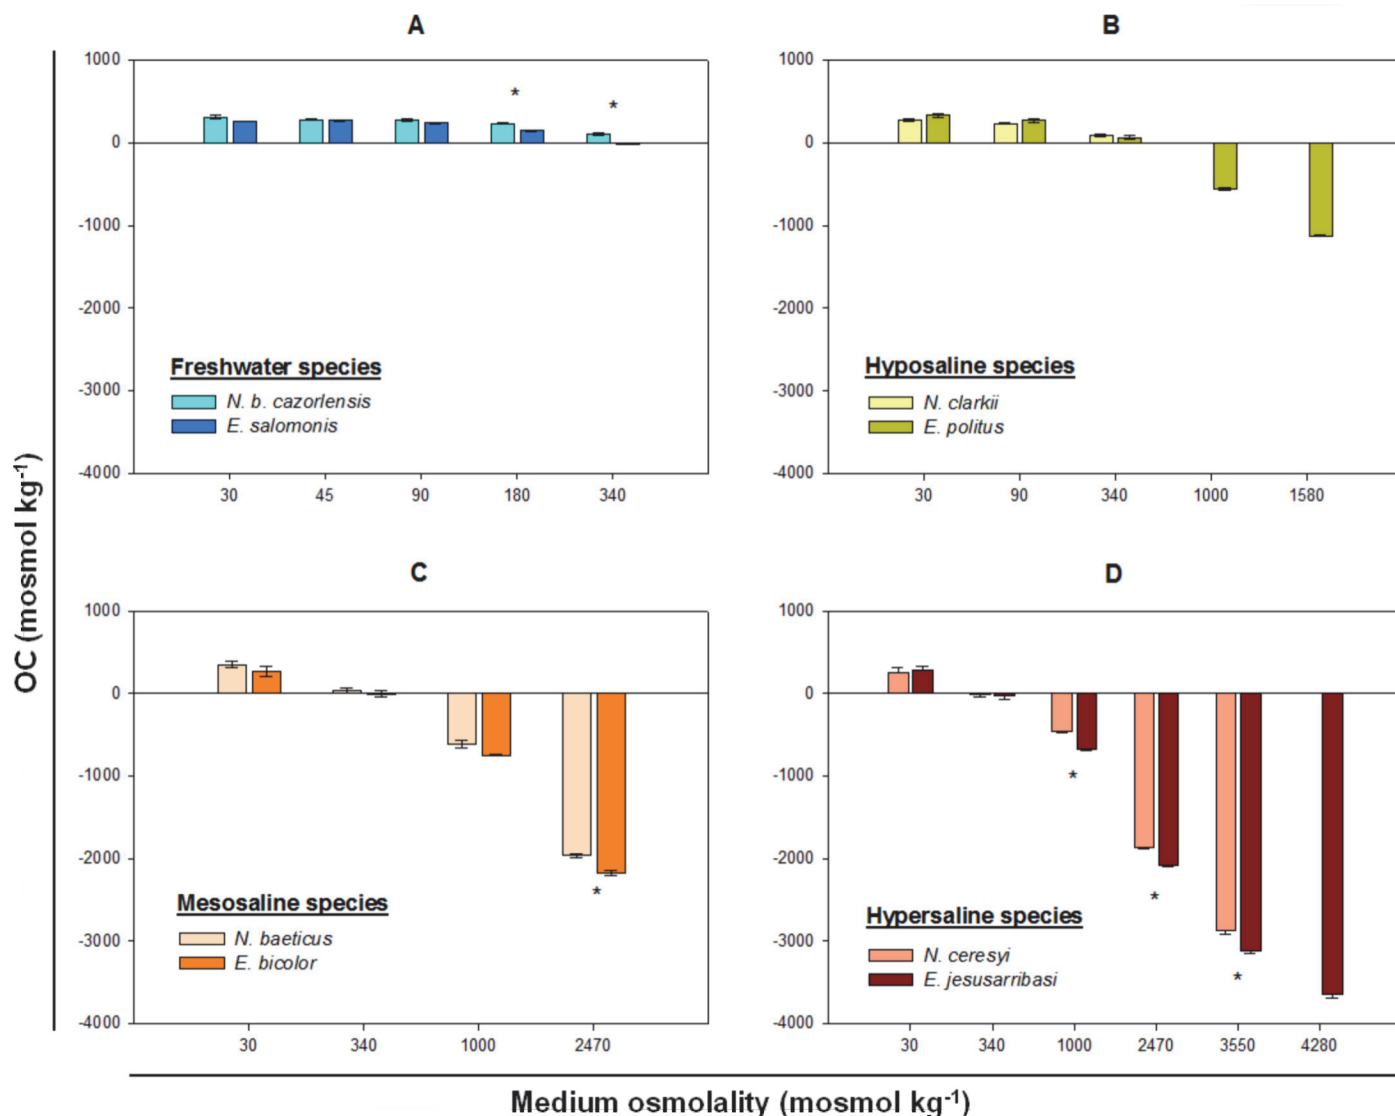 A
1000
0
-1000
-2000
-3000
-4000
*
*
Freshwater species
N. b. cazorlensis
E. salomonis
30 45 90 180 340
B
1000
0
-1000
-2000
-3000
-4000
Hyposaline species
N. clarkii
E. politus
30 90 340 1000 1580
OC (mosmol kg-1)
C
1000
0
-1000
-2000
-3000
-4000
*
Mesosaline species
N. baeticus
E. bicolor
30 340 1000 2470
D
1000
0
-1000
-2000
-3000
-4000
*
*
*
Hypersaline species
N. ceresyi
E. jesusarribasi
30 340 1000 2470 3550 4280
Medium osmolality (mosmol kg-1)